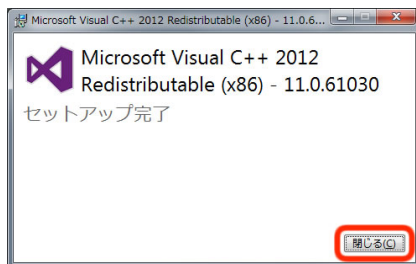 Microsoft Visual C++ 2012 Redistributable (x86) - 11.0.6...
Microsoft Visual C++ 2012
Redistributable (x86) - 11.0.61030
セットアップ完了
閉じる(C)